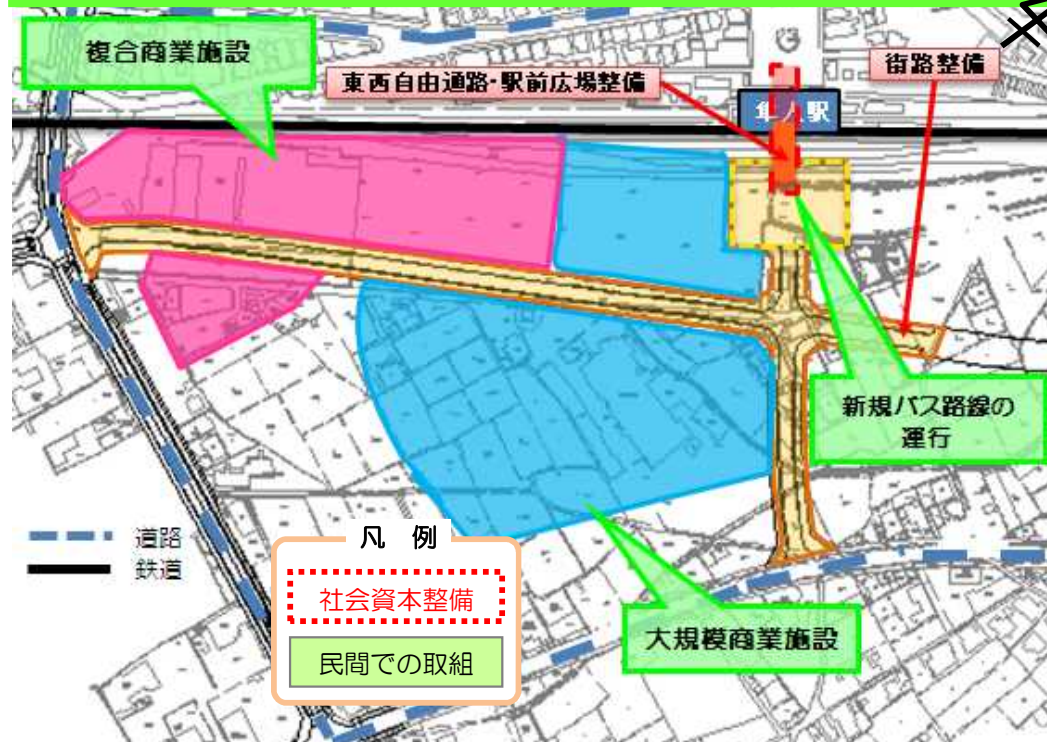 複合商業施設
東西自由通路・駅前広場整備
街路整備
隼人駅
新規バス路線の
運行
道路
鉄道
凡 例
社会資本整備
民間での取組
大規模商業施設